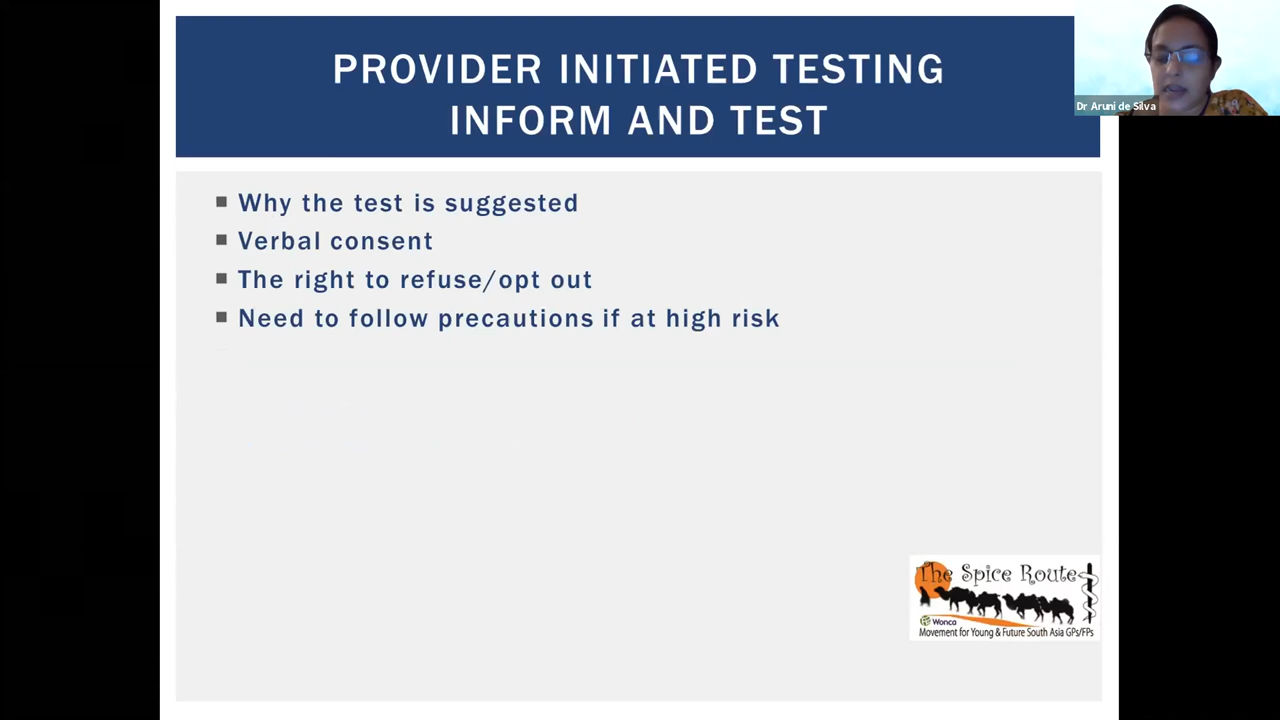 PROVIDER INITIATED TESTING
INFORM AND TEST
Dr Aruni de Silva
Why the test is suggested
Verbal consent
The right to refuse/opt out
Need to follow precautions if at high risk
The Spice Route
Wonca
Movement for Young & Future South Asia GPs/FPs